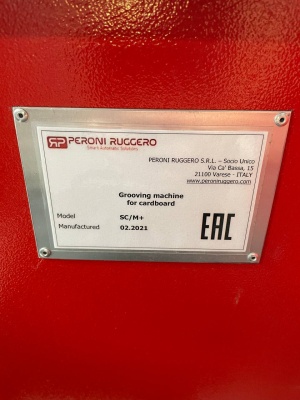 RP PERONI RUGGERO
Smart Automatic Solutions
PERONI RUGGERO S.R.L. – Socio Unico
Via Ca' Bassa, 15
21100 Varese - ITALY
www.peroniruggero.com
Grooving machine
for cardboard
Model SC/M+
Manufactured 02.2021
EAC